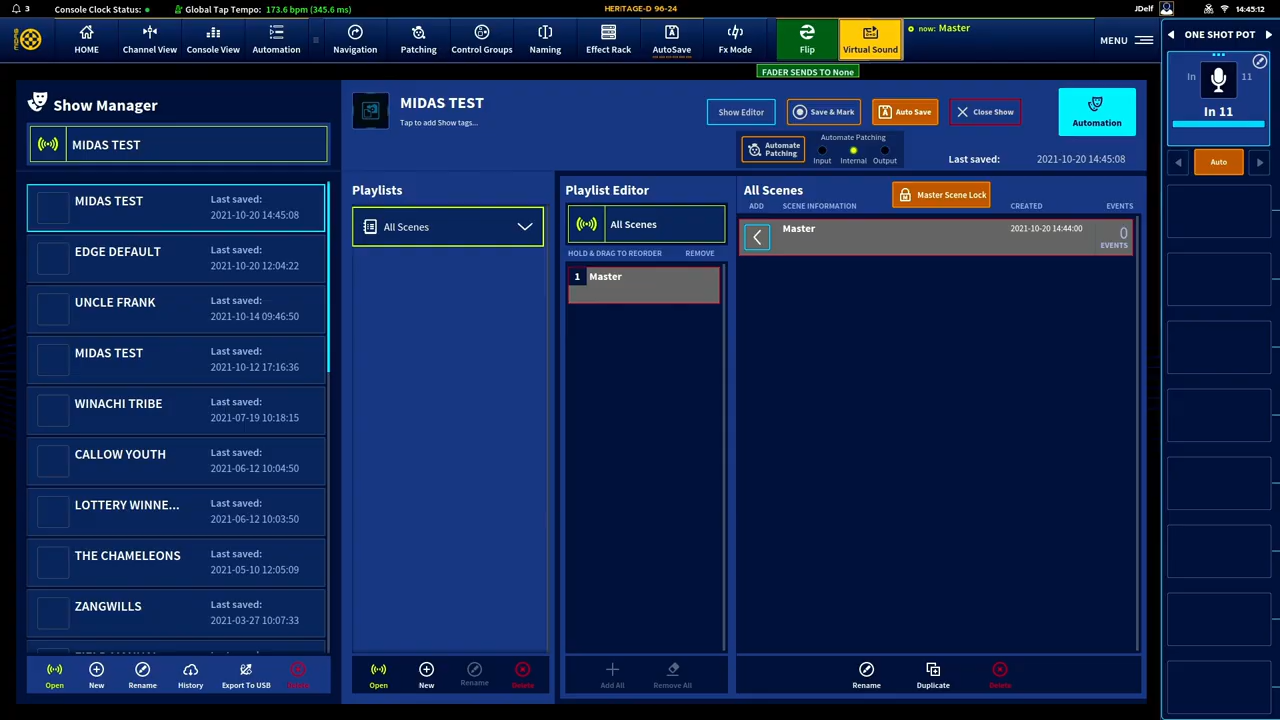 3
Console Clock Status:
Global Tap Tempo: 173.6 bpm (345.6 ms)
HERITAGE-D 96-24
JDelf
14:45:12
MIDAS
HOME
Channel View
Console View
Automation
Navigation
Patching
Control Groups
Naming
Effect Rack
AutoSave
Fx Mode
Flip
Virtual Sound
now: Master
MENU
ONE SHOT POT
FADER SENDS TO None
In 11
In 11
Auto
Show Manager
MIDAS TEST
MIDAS TEST
Last saved:
2021-10-20 14:45:08
EDGE DEFAULT
Last saved:
2021-10-20 12:04:22
UNCLE FRANK
Last saved:
2021-10-14 09:46:50
MIDAS TEST
Last saved:
2021-10-12 17:16:36
WINACHI TRIBE
Last saved:
2021-07-19 10:18:15
CALLOW YOUTH
Last saved:
2021-06-12 10:04:50
LOTTERY WINNE...
Last saved:
2021-06-12 10:03:50
THE CHAMELEONS
Last saved:
2021-05-10 12:05:09
ZANGWILLS
Last saved:
2021-03-27 10:07:33
Open
New
Rename
History
Export To USB
Delete
MIDAS TEST
Tap to add Show tags...
Show Editor
Save & Mark
Auto Save
Close Show
Automation
Automate
Patching
Automate Patching
Input
Internal
Output
Last saved:
2021-10-20 14:45:08
Playlists
All Scenes
Open
New
Rename
Delete
Playlist Editor
All Scenes
HOLD & DRAG TO REORDER
REMOVE
1 Master
Add All
Remove All
All Scenes
Master Scene Lock
ADD
SCENE INFORMATION
CREATED
EVENTS
Master
2021-10-20 14:44:00
0
EVENTS
Rename
Duplicate
Delete